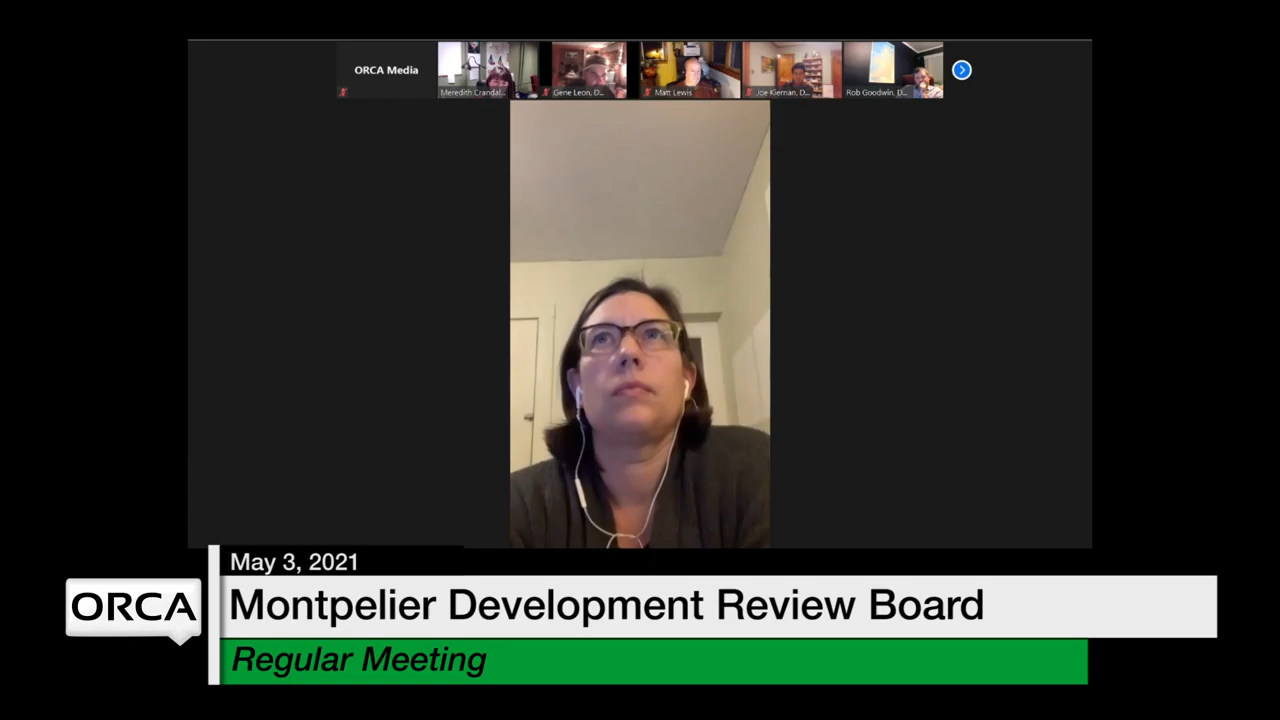 ORCA Media
Meredith Crandal...
Gene Leon, D...
Matt Lewis
Joe Kiernan, D...
Rob Goodwin, D...
May 3, 2021
ORCA
Montpelier Development Review Board
Regular Meeting